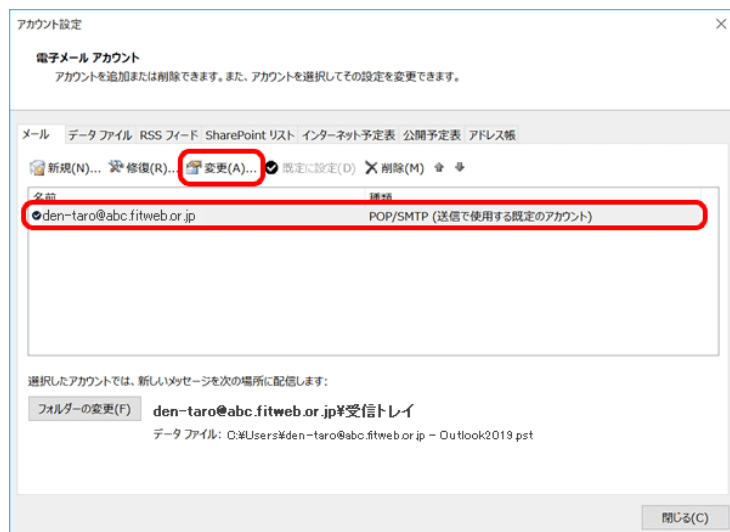 アカウント設定
電子メール アカウント
アカウントを追加または削除できます。また、アカウントを選択してその設定を変更できます。
メール データ ファイル RSS フィード SharePoint リスト インターネット予定表 公開予定表 アドレス帳
新規(N)... 修復(R)... 変更(A)... 既定に設定(D) 削除(M)
名前 種類
den-taro@abc.fitweb.or.jp POP/SMTP (送信で使用する既定のアカウント)
選択したアカウントでは、新しいメッセージを次の場所に配信します:
フォルダーの変更(F) den-taro@abc.fitweb.or.jp¥受信トレイ
データ ファイル: C:¥Users¥den-taro@abc.fitweb.or.jp - Outlook2019.pst
閉じる(C)